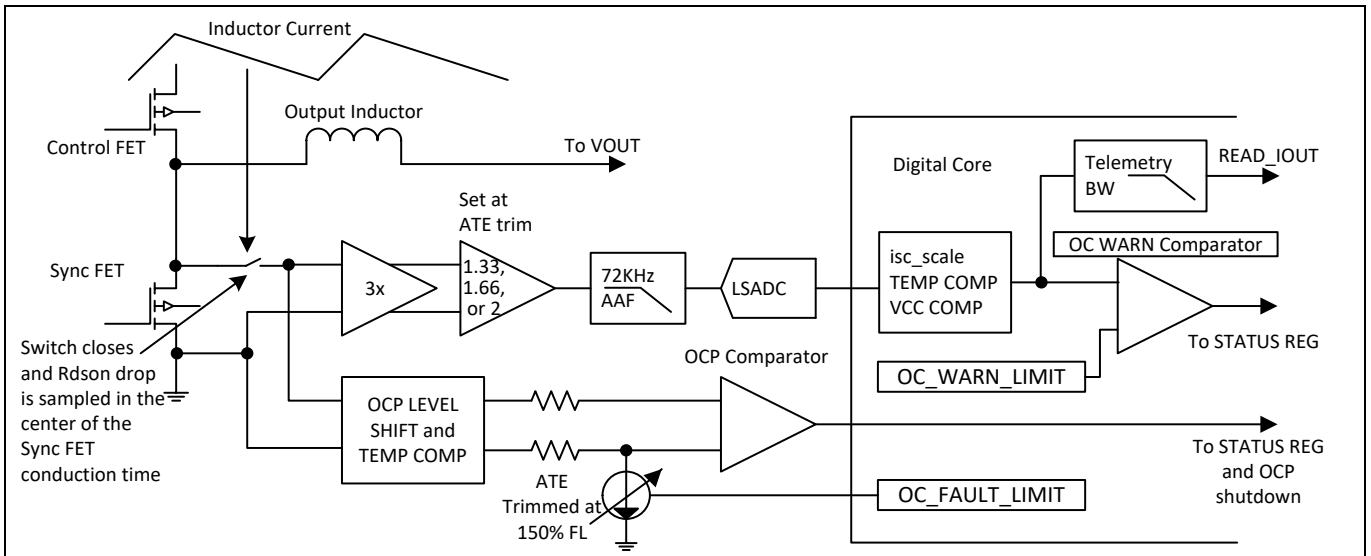 Inductor Current
Control FET
Output Inductor
To VOUT
Digital Core
Telemetry
BW
READ_IOUT
Set at
ATE trim
OC WARN Comparator
Sync FET
3x
1.33,
1.66,
or 2
72KHz
AAF
LSADC
isc_scale
TEMP COMP
VCC COMP
To STATUS REG
Switch closes
and Rdson drop
is sampled in the
center of the
Sync FET
conduction time
OCP Comparator
OC_WARN_LIMIT
OCP LEVEL
SHIFT and
TEMP COMP
ATE
Trimmed at
150% FL
OC_FAULT_LIMIT
To STATUS REG
and OCP
shutdown